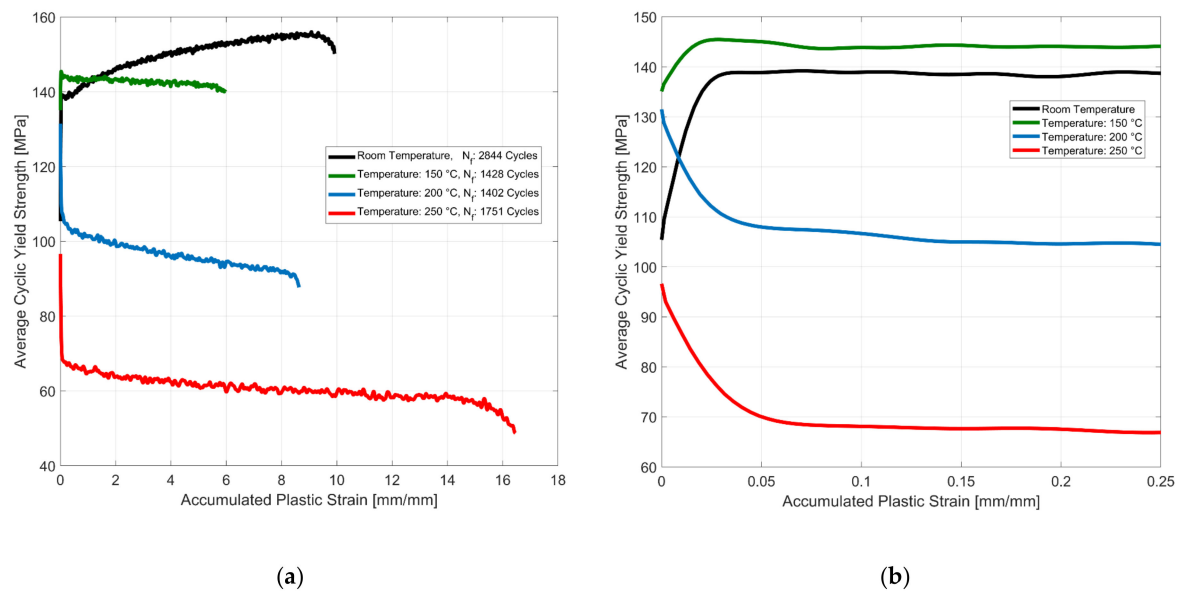 160
140
120
100
80
60
40
0
2
4
6
8
10
12
14
16
18
Average Cyclic Yield Strength [MPa]
Accumulated Plastic Strain [mm/mm]
Room Temperature, N_f: 2844 Cycles
Temperature: 150 °C, N_f: 1428 Cycles
Temperature: 200 °C, N_f: 1402 Cycles
Temperature: 250 °C, N_f: 1751 Cycles
(a)
150
140
130
120
110
100
90
80
70
60
0
0.05
0.1
0.15
0.2
0.25
Average Cyclic Yield Strength [MPa]
Accumulated Plastic Strain [mm/mm]
Room Temperature
Temperature: 150 °C
Temperature: 200 °C
Temperature: 250 °C
(b)